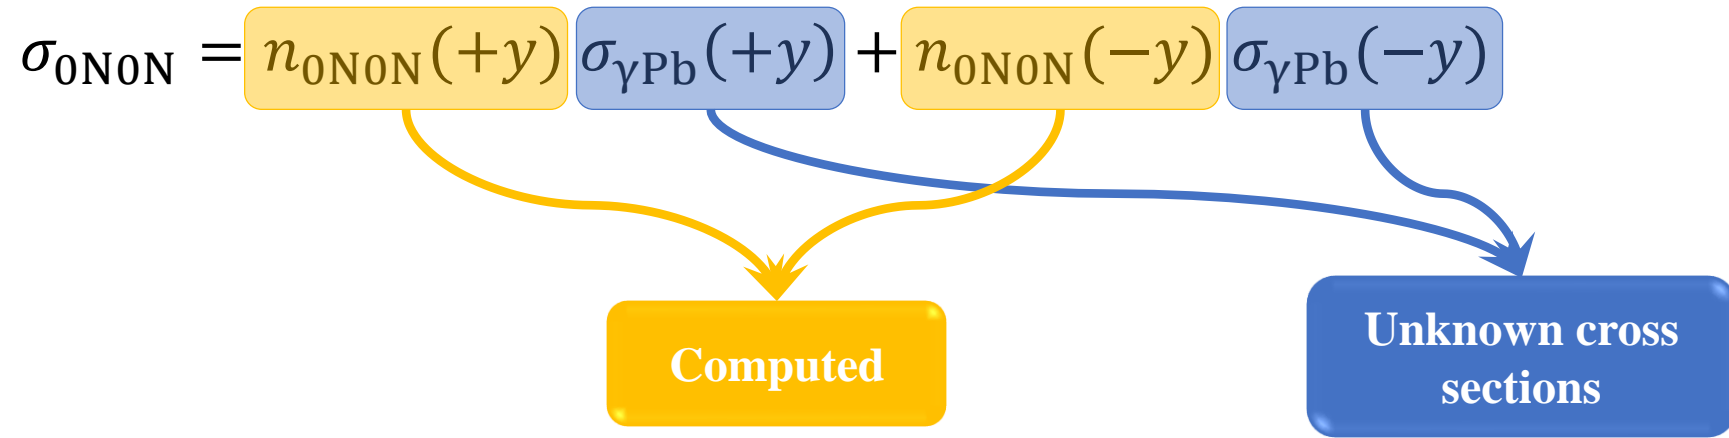 σ₀N₀N = n₀N₀N(+y) σγPb(+y) + n₀N₀N(−y) σγPb(−y)
Computed
Unknown cross
sections